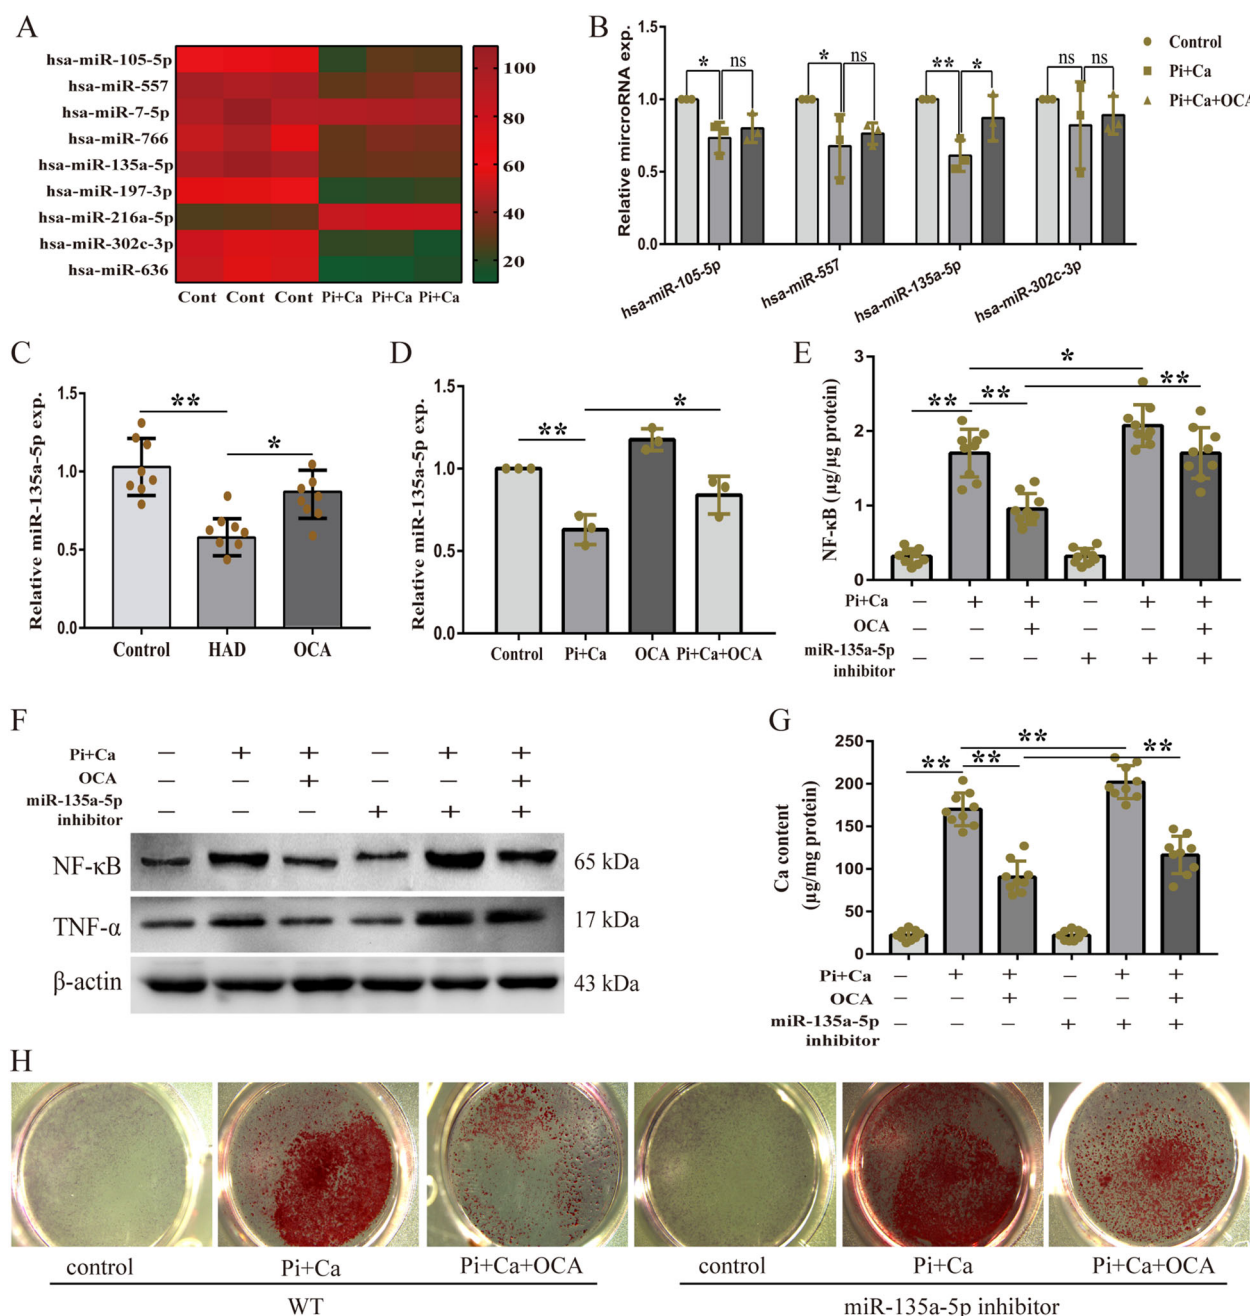 A
hsa-miR-105-5p
hsa-miR-557
hsa-miR-7-5p
hsa-miR-766
hsa-miR-135a-5p
hsa-miR-197-3p
hsa-miR-216a-5p
hsa-miR-302c-3p
hsa-miR-636
Cont Cont Cont Pi+Ca Pi+Ca Pi+Ca
100
80
60
40
20
B
Relative mircroRNA exp.
1.5
1.0
0.5
0.0
* ns * ns ** * ns ns
hsa-miR-105-5p
hsa-miR-557
hsa-miR-135a-5p
hsa-miR-302c-3p
Control
Pi+Ca
Pi+Ca+OCA
C
Relative miR-135a-5p exp.
1.5
1.0
0.5
0.0
**
*
Control HAD OCA
D
Relative miR-135a-5p exp.
1.5
1.0
0.5
0.0
**
*
Control Pi+Ca OCA Pi+Ca+OCA
E
NF-κB (μg/μg protein)
3
2
1
0
*
** ** **
Pi+Ca − + + − + +
OCA − − + − − +
miR-135a-5p − − − + + +
inhibitor
F
Pi+Ca − + + − + +
OCA − − + − − +
miR-135a-5p − − − + + +
inhibitor
NF-κB 65 kDa
TNF-α 17 kDa
β-actin 43 kDa
G
Ca content
(μg/mg protein)
250
200
150
100
50
0
**
** ** **
Pi+Ca − + + − + +
OCA − − + − − +
miR-135a-5p − − − + + +
inhibitor
H
control Pi+Ca Pi+Ca+OCA control Pi+Ca Pi+Ca+OCA
WT miR-135a-5p inhibitor